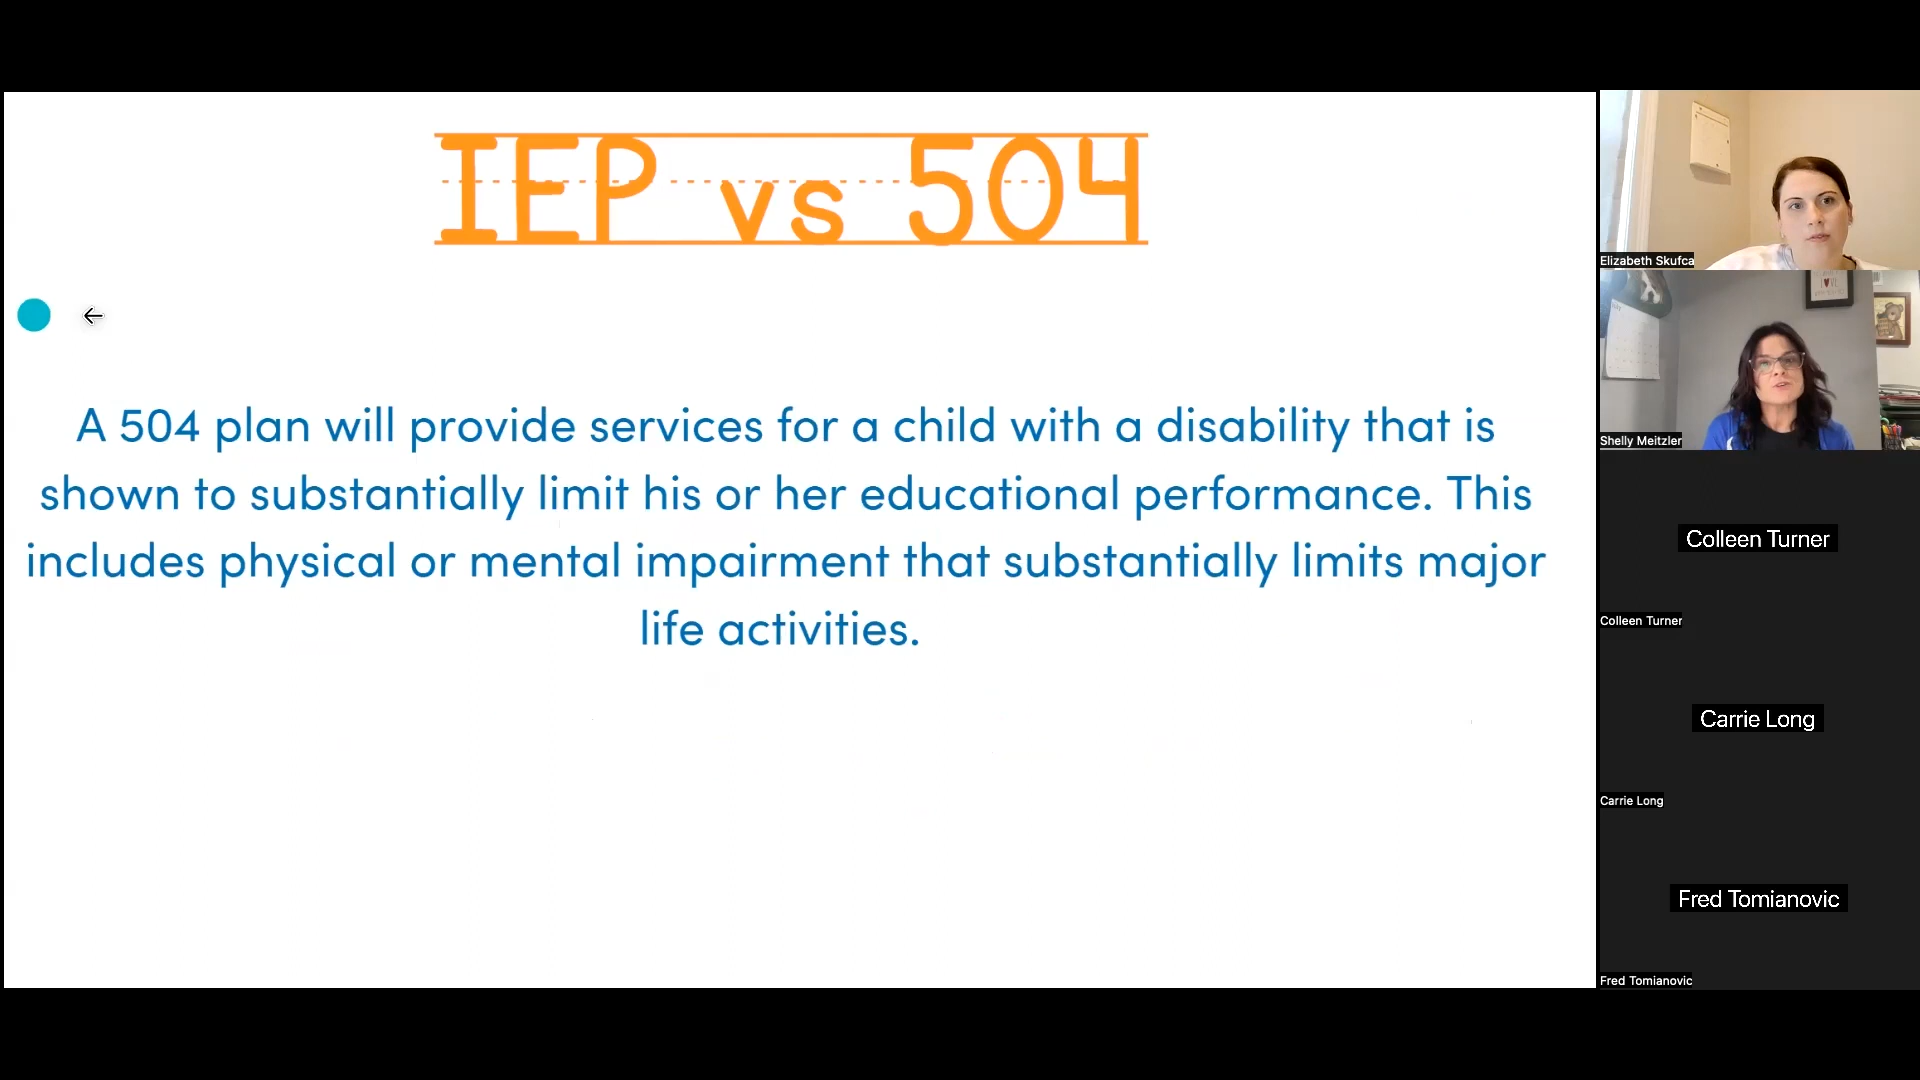 IEP vs 504
A 504 plan will provide services for a child with a disability that is
shown to substantially limit his or her educational performance. This
includes physical or mental impairment that substantially limits major
life activities.
Elizabeth Skufca
Shelly Meitzler
Colleen Turner
Colleen Turner
Carrie Long
Carrie Long
Fred Tomianovic
Fred Tomianovic